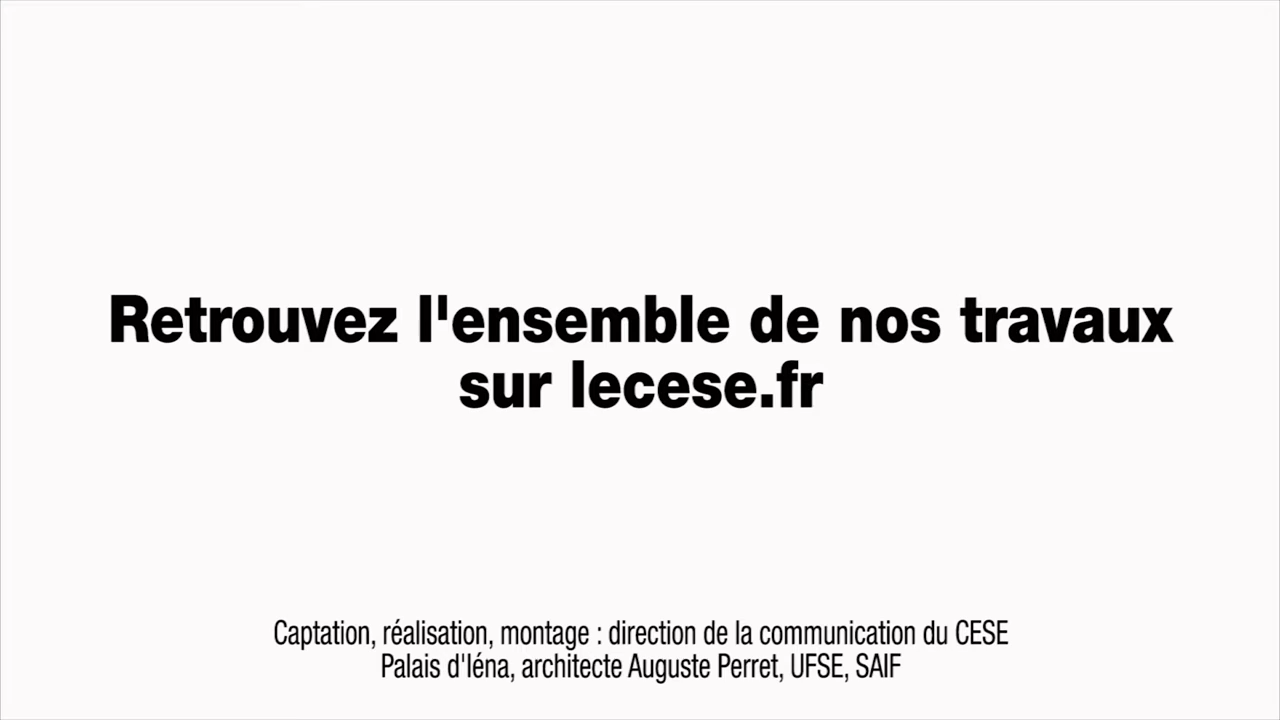 Retrouvez l'ensemble de nos travaux
sur lecese.fr
Captation, réalisation, montage : direction de la communication du CESE
Palais d'Iéna, architecte Auguste Perret, UFSE, SAIF